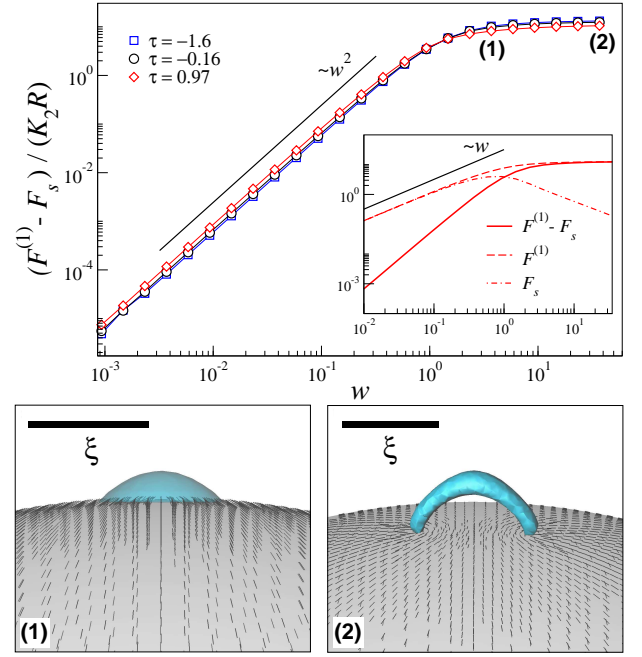 τ = −1.6
τ = −0.16
τ = 0.97
~w²
(1)
(2)
10⁰
10⁻²
10⁻⁴
(F⁽¹⁾ - Fₛ) / (K₂R)
10⁻³
10⁻²
10⁻¹
10⁰
10¹
w
~w
10⁰
10⁻³
F⁽¹⁾ - Fₛ
F⁽¹⁾
Fₛ
10⁻²
10⁻¹
10⁰
10¹
ξ
ξ
(1)
(2)